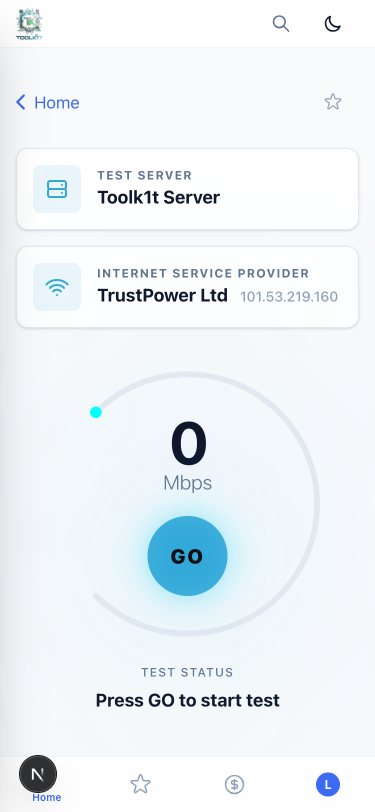 TOOLK1T
Home
TEST SERVER
Toolk1t Server
INTERNET SERVICE PROVIDER
TrustPower Ltd 101.53.219.160
0
Mbps
GO
TEST STATUS
Press GO to start test
N
Home
L